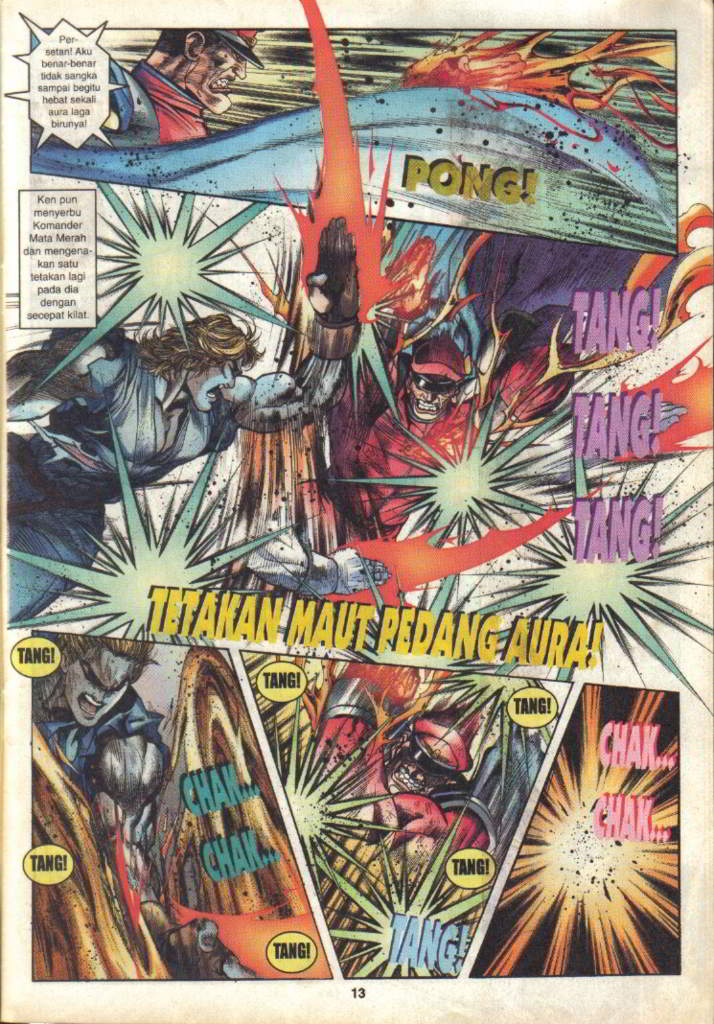 Per-
setan! Aku
benar-benar
tidak sangka
sampai begitu
hebat sekali
aura laga
birunya!
PONG!
Ken pun
menyerbu
Komander
Mata Merah
dan mengena-
kan satu
tetakan lagi
pada dia
dengan
secepat kilat.
TANG!
TANG!
TANG!
TETAKAN MAUT PEDANG AURA!
TANG!
CHAK...
CHAK...
TANG!
TANG!
TANG!
TANG!
TANG!
TANG!
CHAK...
CHAK...
13